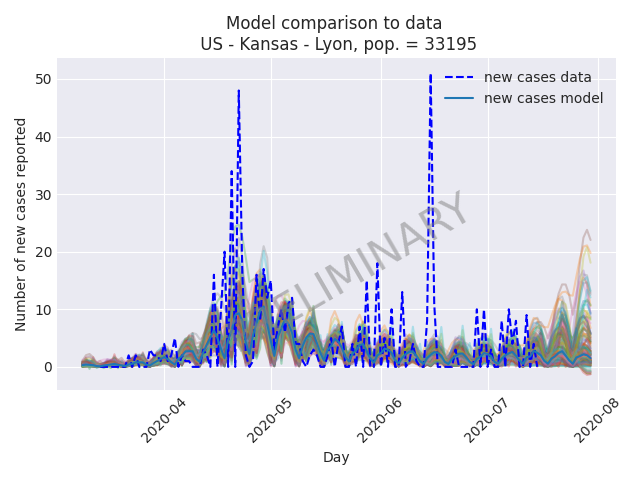 Model comparison to data
US - Kansas - Lyon, pop. = 33195
new cases data
new cases model
Number of new cases reported
50
40
30
20
10
0
ELIMINARY
2020-04
2020-05
2020-06
2020-07
2020-08
Day